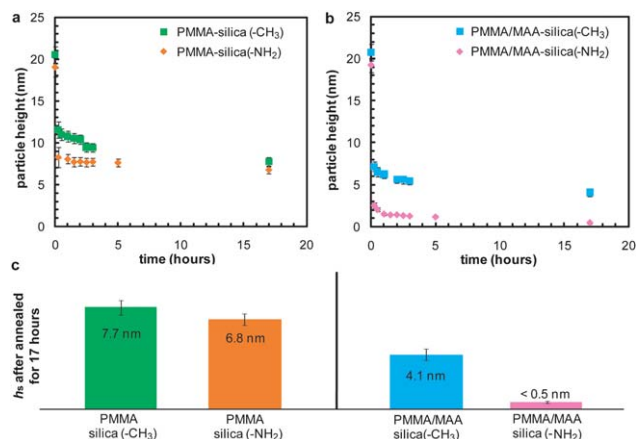 a
PMMA-silica (-CH₃)
PMMA-silica(-NH₂)
particle height (nm)
25
20
15
10
5
0
0 5 10 15 20
time (hours)
b
PMMA/MAA-silica(-CH₃)
PMMA/MAA-silica(-NH₂)
particle height (nm)
25
20
15
10
5
0
0 5 10 15 20
time (hours)
c
hₛ after annealed
for 17 hours
7.7 nm
6.8 nm
4.1 nm
< 0.5 nm
PMMA
silica (-CH₃)
PMMA
silica (-NH₂)
PMMA/MAA
silica(-CH₃)
PMMA/MAA
silica (-NH₂)